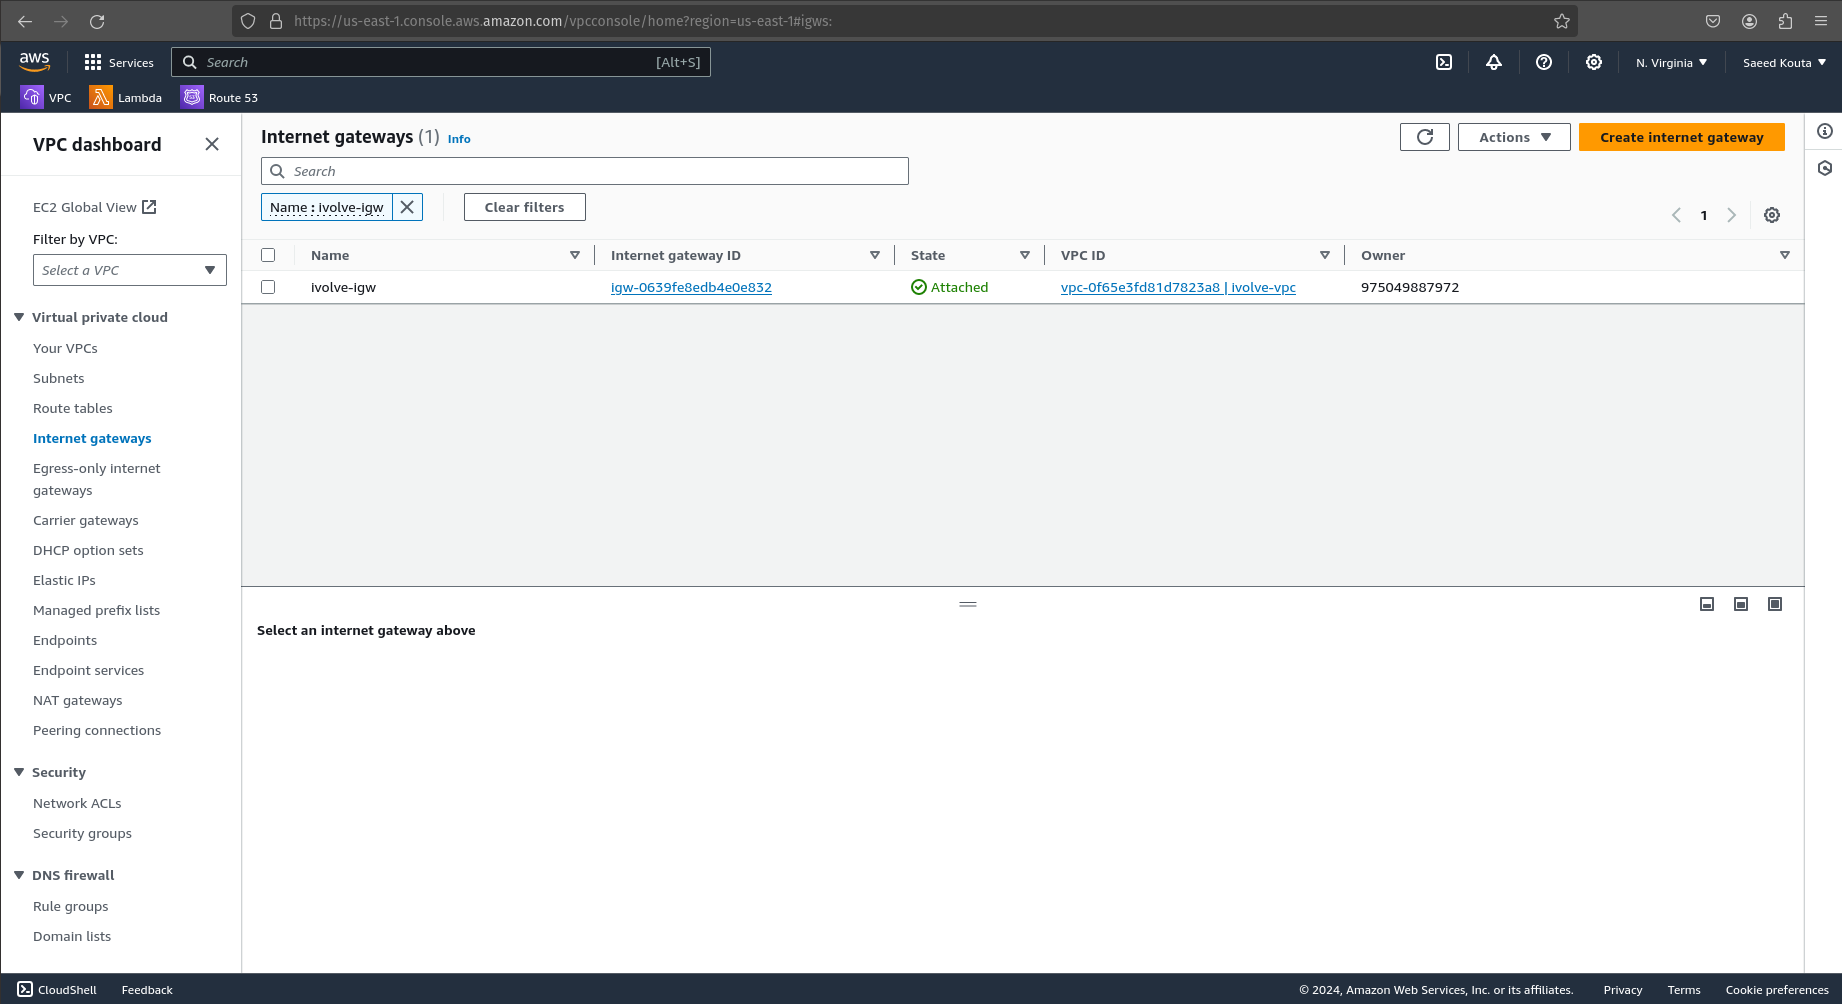 https://us-east-1.console.aws.amazon.com/vpcconsole/home?region=us-east-1#igws:
aws Services Search [Alt+S] N. Virginia Saeed Kouta
VPC Lambda Route 53
VPC dashboard
EC2 Global View
Filter by VPC:
Select a VPC
Virtual private cloud
Your VPCs
Subnets
Route tables
Internet gateways
Egress-only internet
gateways
Carrier gateways
DHCP option sets
Elastic IPs
Managed prefix lists
Endpoints
Endpoint services
NAT gateways
Peering connections
Security
Network ACLs
Security groups
DNS firewall
Rule groups
Domain lists
Internet gateways (1) Info Actions Create internet gateway
Search
Name : ivolve-igw Clear filters 1
Name Internet gateway ID State VPC ID Owner
ivolve-igw igw-0639fe8edb4e0e832 Attached vpc-0f65e3fd81d7823a8 | ivolve-vpc 975049887972
Select an internet gateway above
CloudShell Feedback © 2024, Amazon Web Services, Inc. or its affiliates. Privacy Terms Cookie preferences